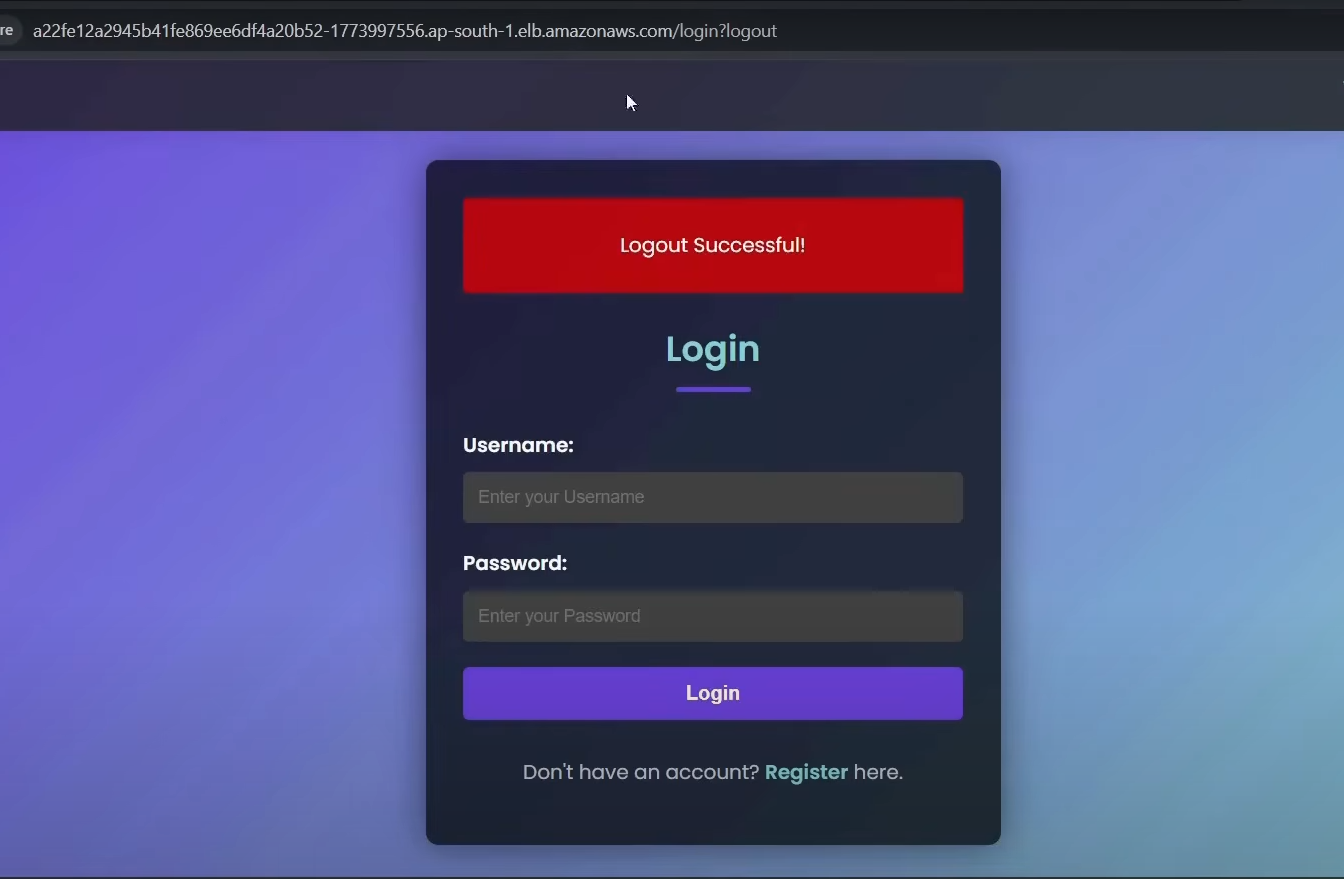 re a22fe12a2945b41fe869ee6df4a20b52-1773997556.ap-south-1.elb.amazonaws.com/login?logout
Logout Successful!
Login
Username:
Enter your Username
Password:
Enter your Password
Login
Don't have an account? Register here.